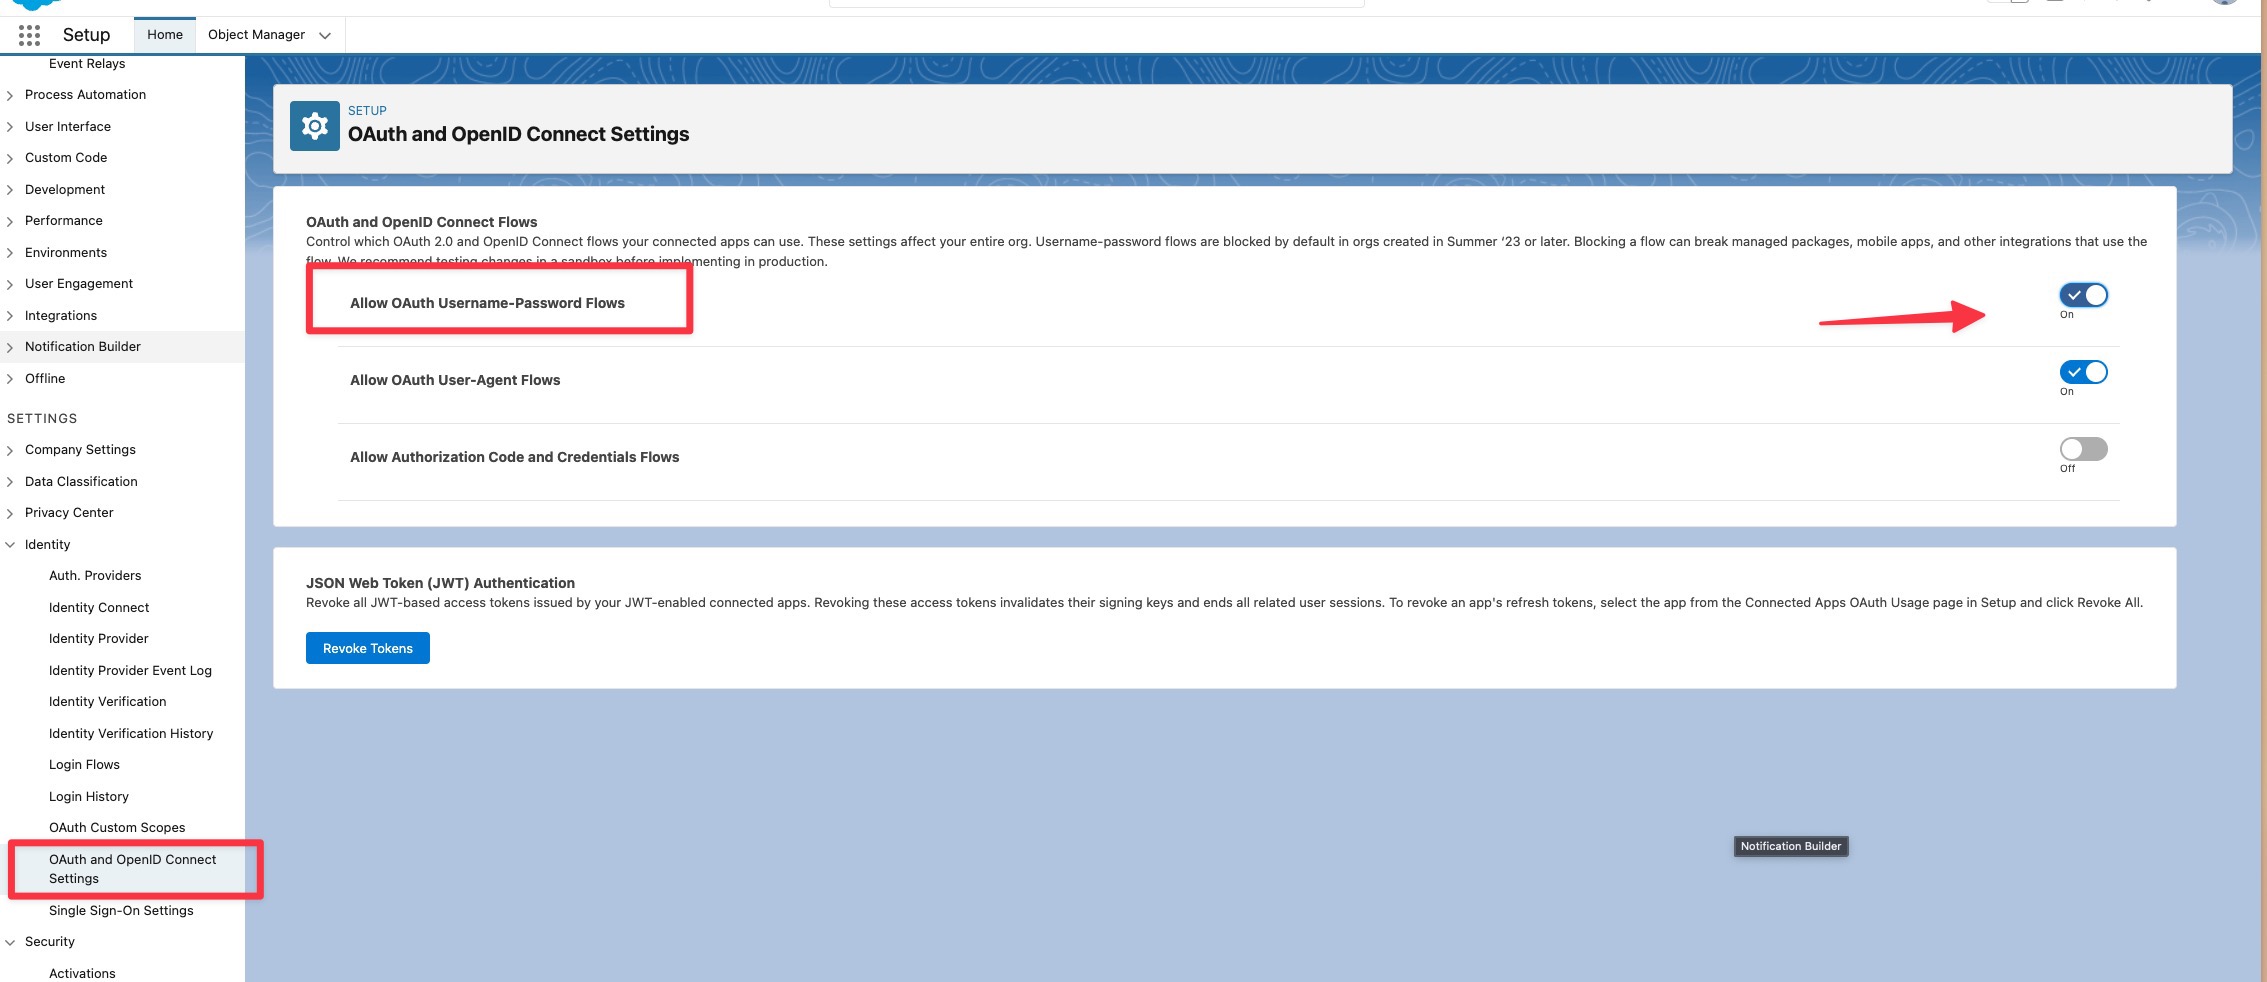 Setup
Home
Object Manager
Event Relays
Process Automation
User Interface
Custom Code
Development
Performance
Environments
User Engagement
Integrations
Notification Builder
Offline
SETTINGS
Company Settings
Data Classification
Privacy Center
Identity
Auth. Providers
Identity Connect
Identity Provider
Identity Provider Event Log
Identity Verification
Identity Verification History
Login Flows
Login History
OAuth Custom Scopes
OAuth and OpenID Connect
Settings
Single Sign-On Settings
Security
Activations
SETUP
OAuth and OpenID Connect Settings
OAuth and OpenID Connect Flows
Control which OAuth 2.0 and OpenID Connect flows your connected apps can use. These settings affect your entire org. Username-password flows are blocked by default in orgs created in Summer ‘23 or later. Blocking a flow can break managed packages, mobile apps, and other integrations that use the
flow. We recommend testing changes in a sandbox before implementing in production.
Allow OAuth Username-Password Flows
On
Allow OAuth User-Agent Flows
On
Allow Authorization Code and Credentials Flows
Off
JSON Web Token (JWT) Authentication
Revoke all JWT-based access tokens issued by your JWT-enabled connected apps. Revoking these access tokens invalidates their signing keys and ends all related user sessions. To revoke an app's refresh tokens, select the app from the Connected Apps OAuth Usage page in Setup and click Revoke All.
Revoke Tokens
Notification Builder